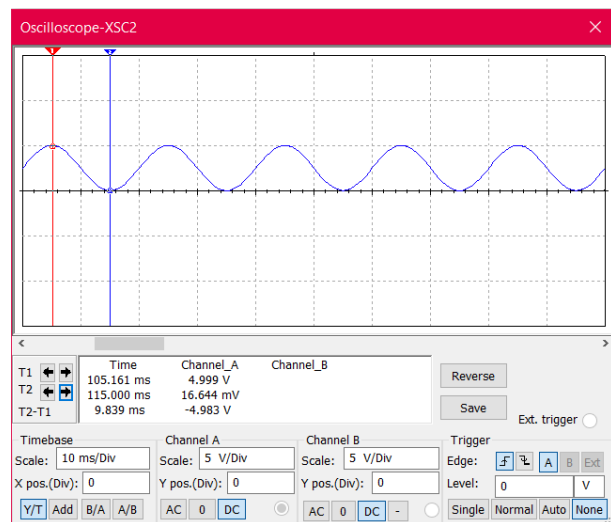 Oscilloscope-XSC2
1 2
Time Channel_A Channel_B
T1 105.161 ms 4.999 V
T2 115.000 ms 16.644 mV
T2-T1 9.839 ms -4.983 V
Reverse
Save
Ext. trigger
Timebase Channel A Channel B Trigger
Scale: 10 ms/Div Scale: 5 V/Div Scale: 5 V/Div Edge: A B Ext
X pos.(Div): 0 Y pos.(Div): 0 Y pos.(Div): 0 Level: 0 V
Y/T Add B/A A/B AC 0 DC AC 0 DC - Single Normal Auto None